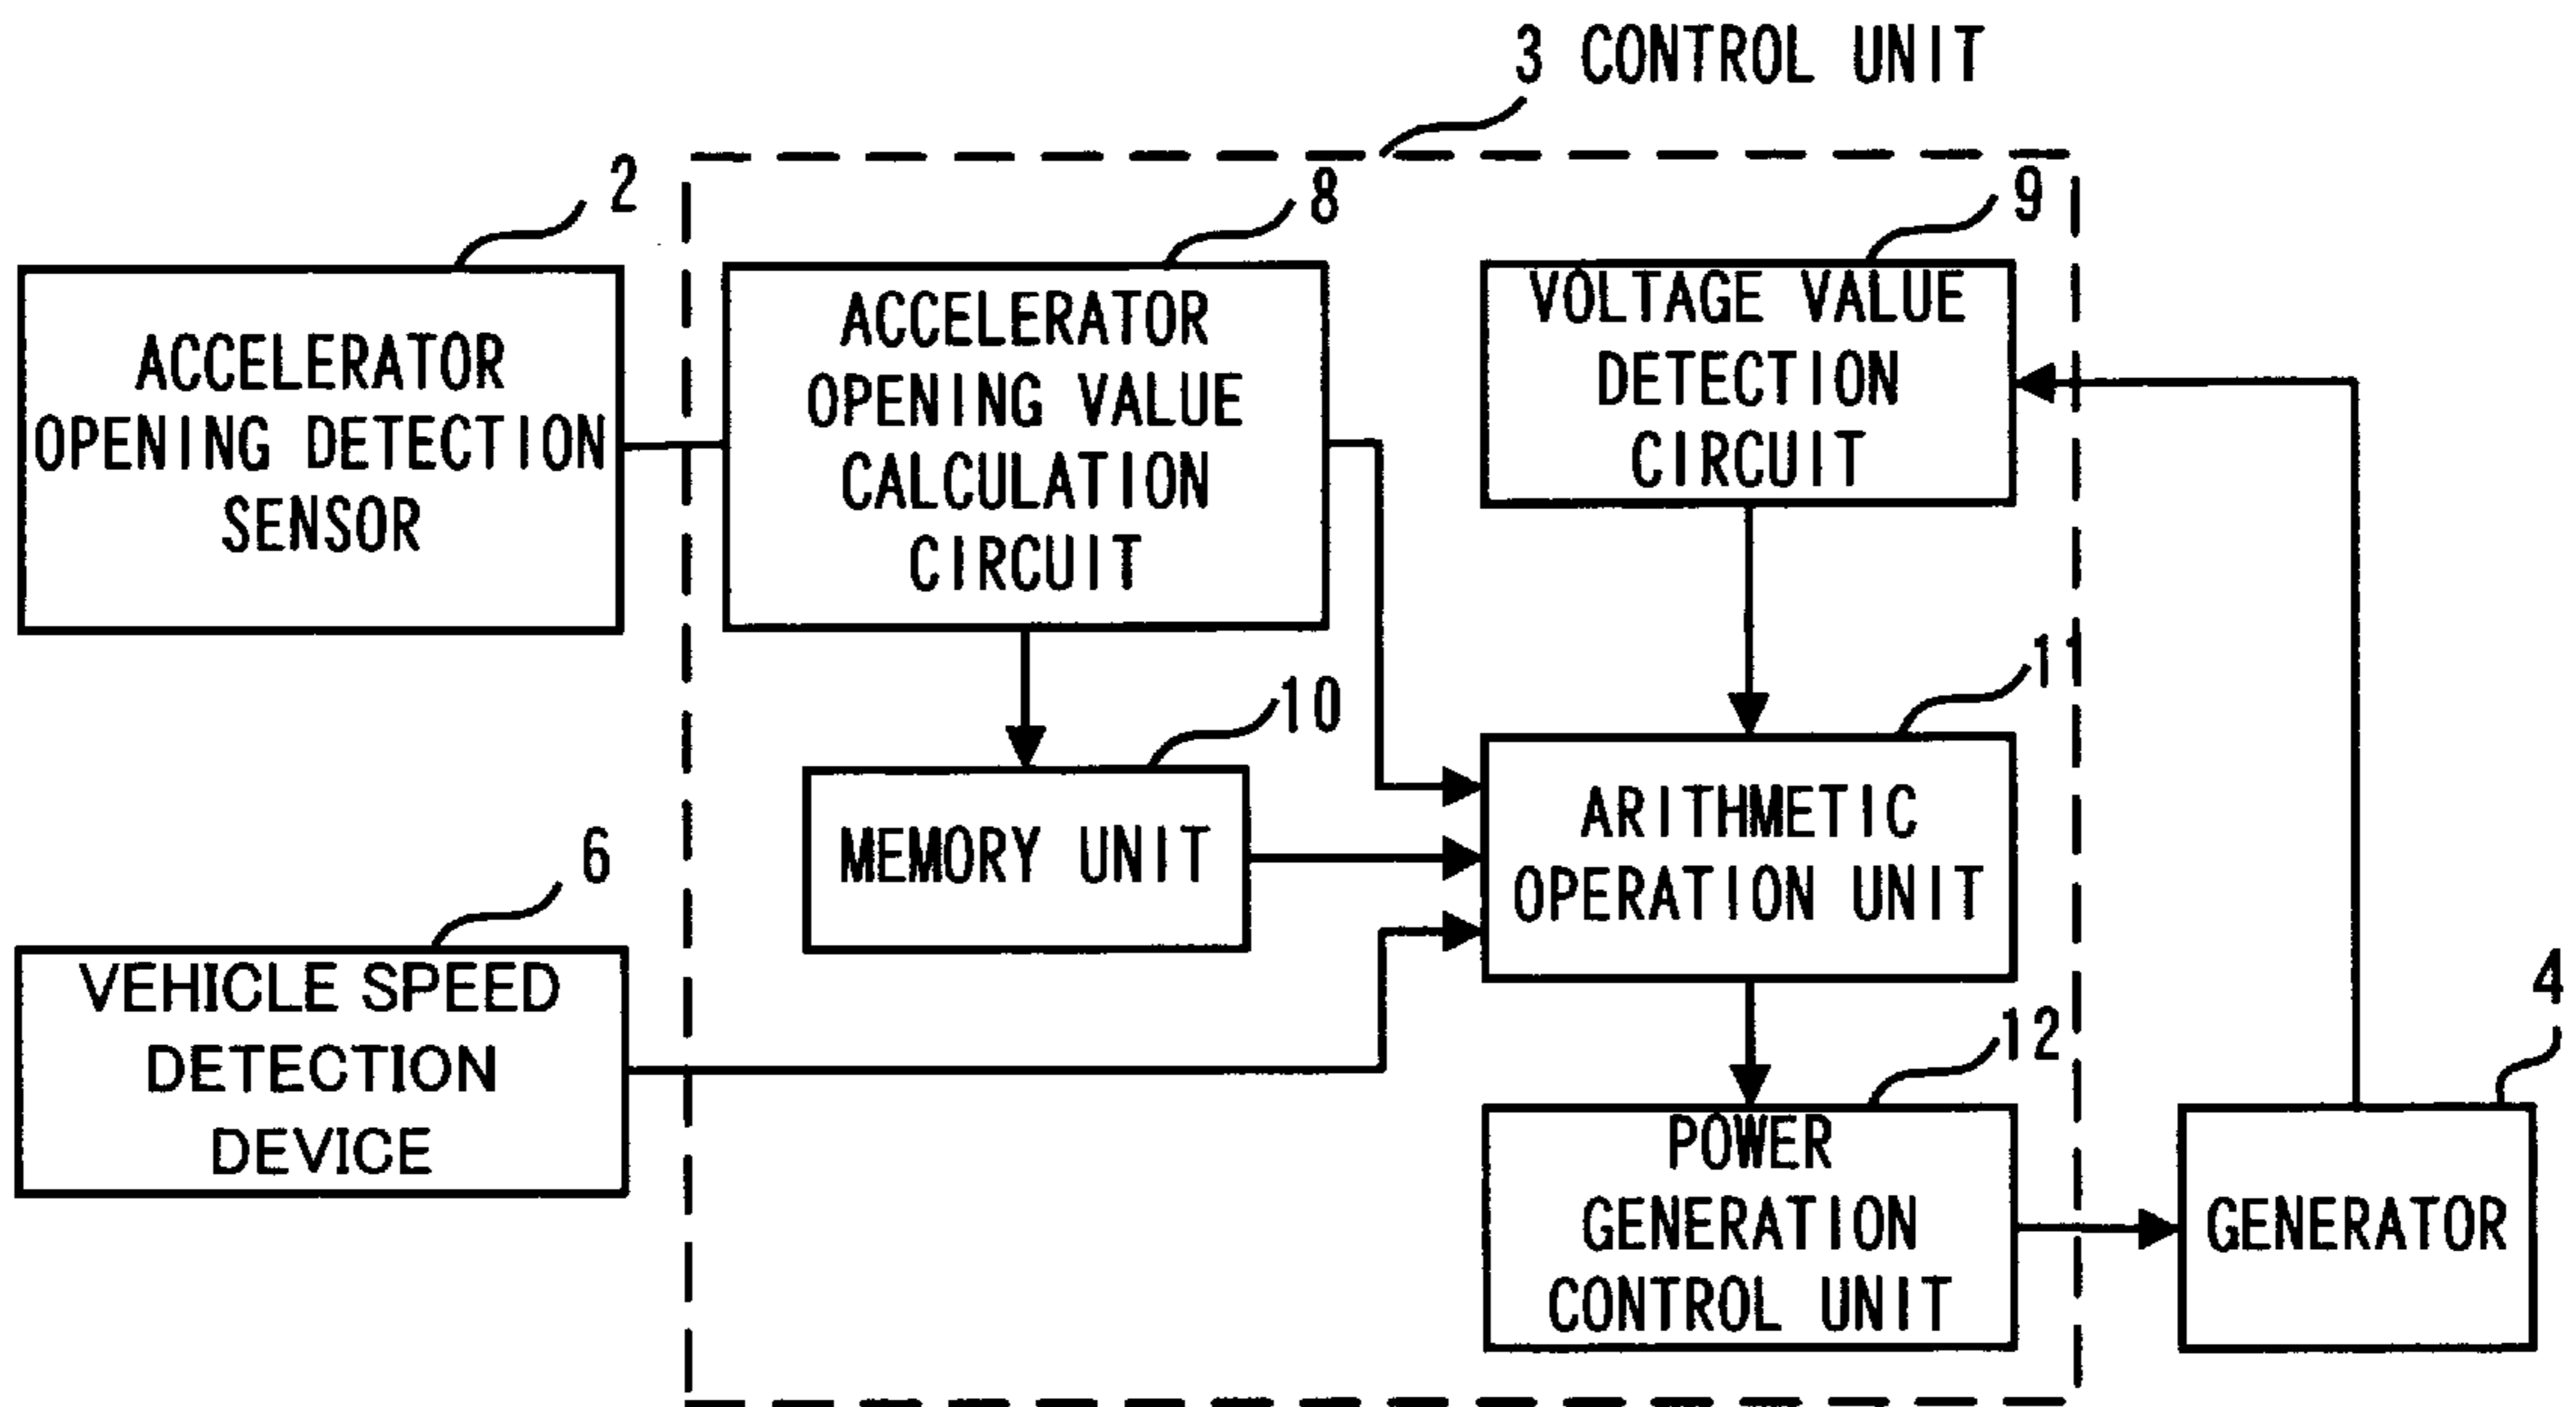 3 CONTROL UNIT
2
ACCELERATOR
OPENING DETECTION
SENSOR
8
ACCELERATOR
OPENING VALUE
CALCULATION
CIRCUIT
9
VOLTAGE VALUE
DETECTION
CIRCUIT
10
MEMORY UNIT
11
ARITHMETIC
OPERATION UNIT
6
VEHICLE SPEED
DETECTION
DEVICE
12
POWER
GENERATION
CONTROL UNIT
4
GENERATOR